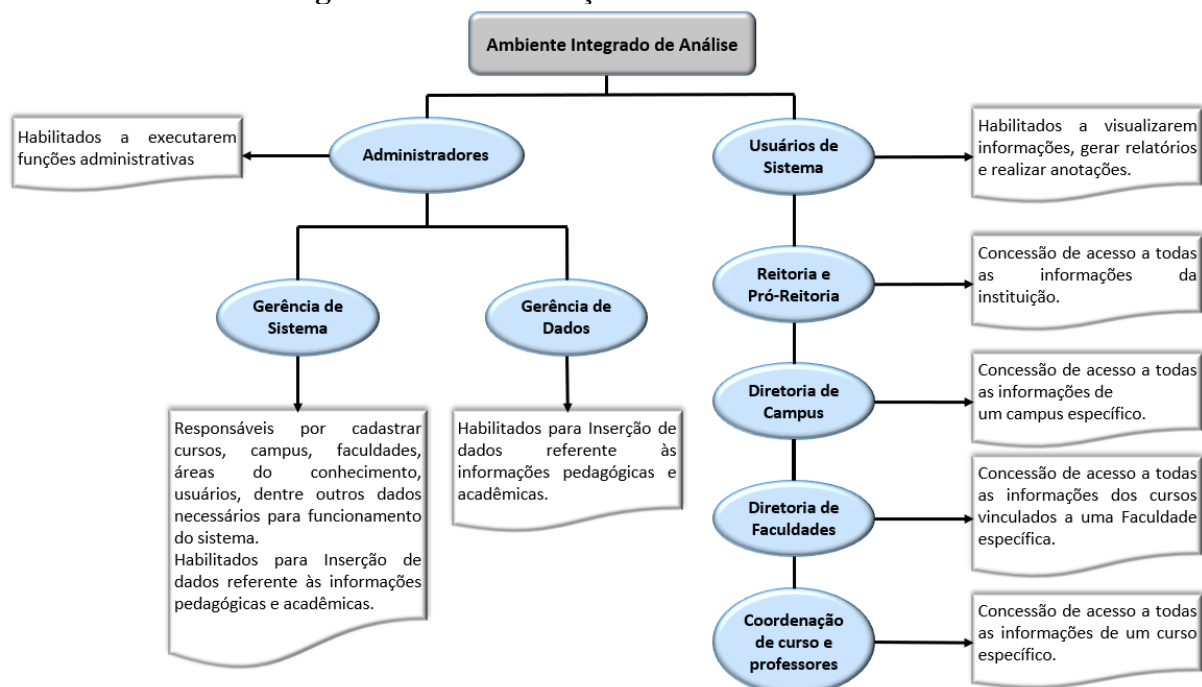 Ambiente Integrado de Análise
Habilitados a executarem
funções administrativas
Administradores
Usuários de
Sistema
Habilitados a visualizarem
informações, gerar relatórios
e realizar anotações.
Reitoria e
Pró-Reitoria
Concessão de acesso a todas
as informações da
instituição.
Gerência de
Sistema
Gerência de
Dados
Diretoria de
Campus
Concessão de acesso a todas
as informações de
um campus específico.
Responsáveis por cadastrar
cursos, campus, faculdades,
áreas do conhecimento,
usuários, dentre outros dados
necessários para funcionamento
do sistema.
Habilitados para Inserção de
dados referente às informações
pedagógicas e acadêmicas.
Habilitados para Inserção de
dados referente às
informações pedagógicas e
acadêmicas.
Diretoria de
Faculdades
Concessão de acesso a todas
as informações dos cursos
vinculados a uma Faculdade
específica.
Coordenação
de curso e
professores
Concessão de acesso a todas
as informações de um curso
específico.